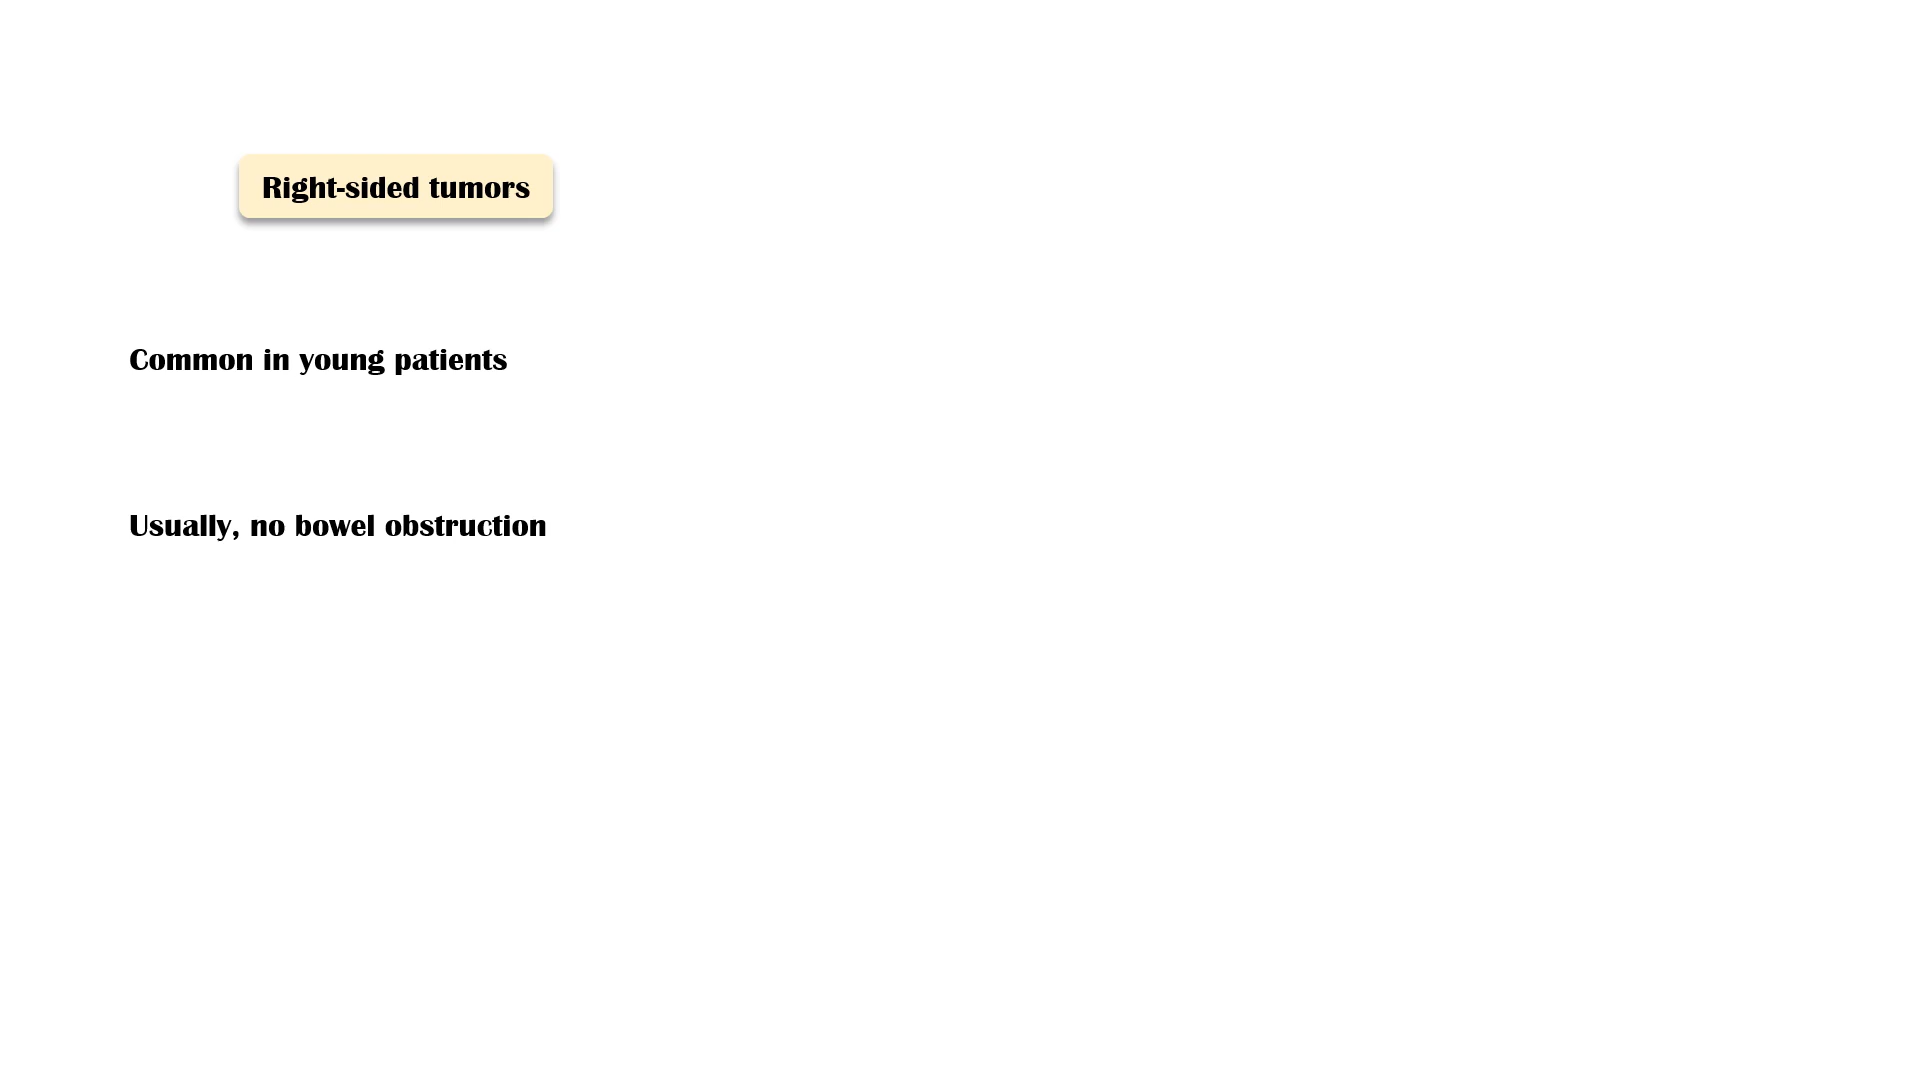 Right-sided tumors
Common in young patients
Usually, no bowel obstruction